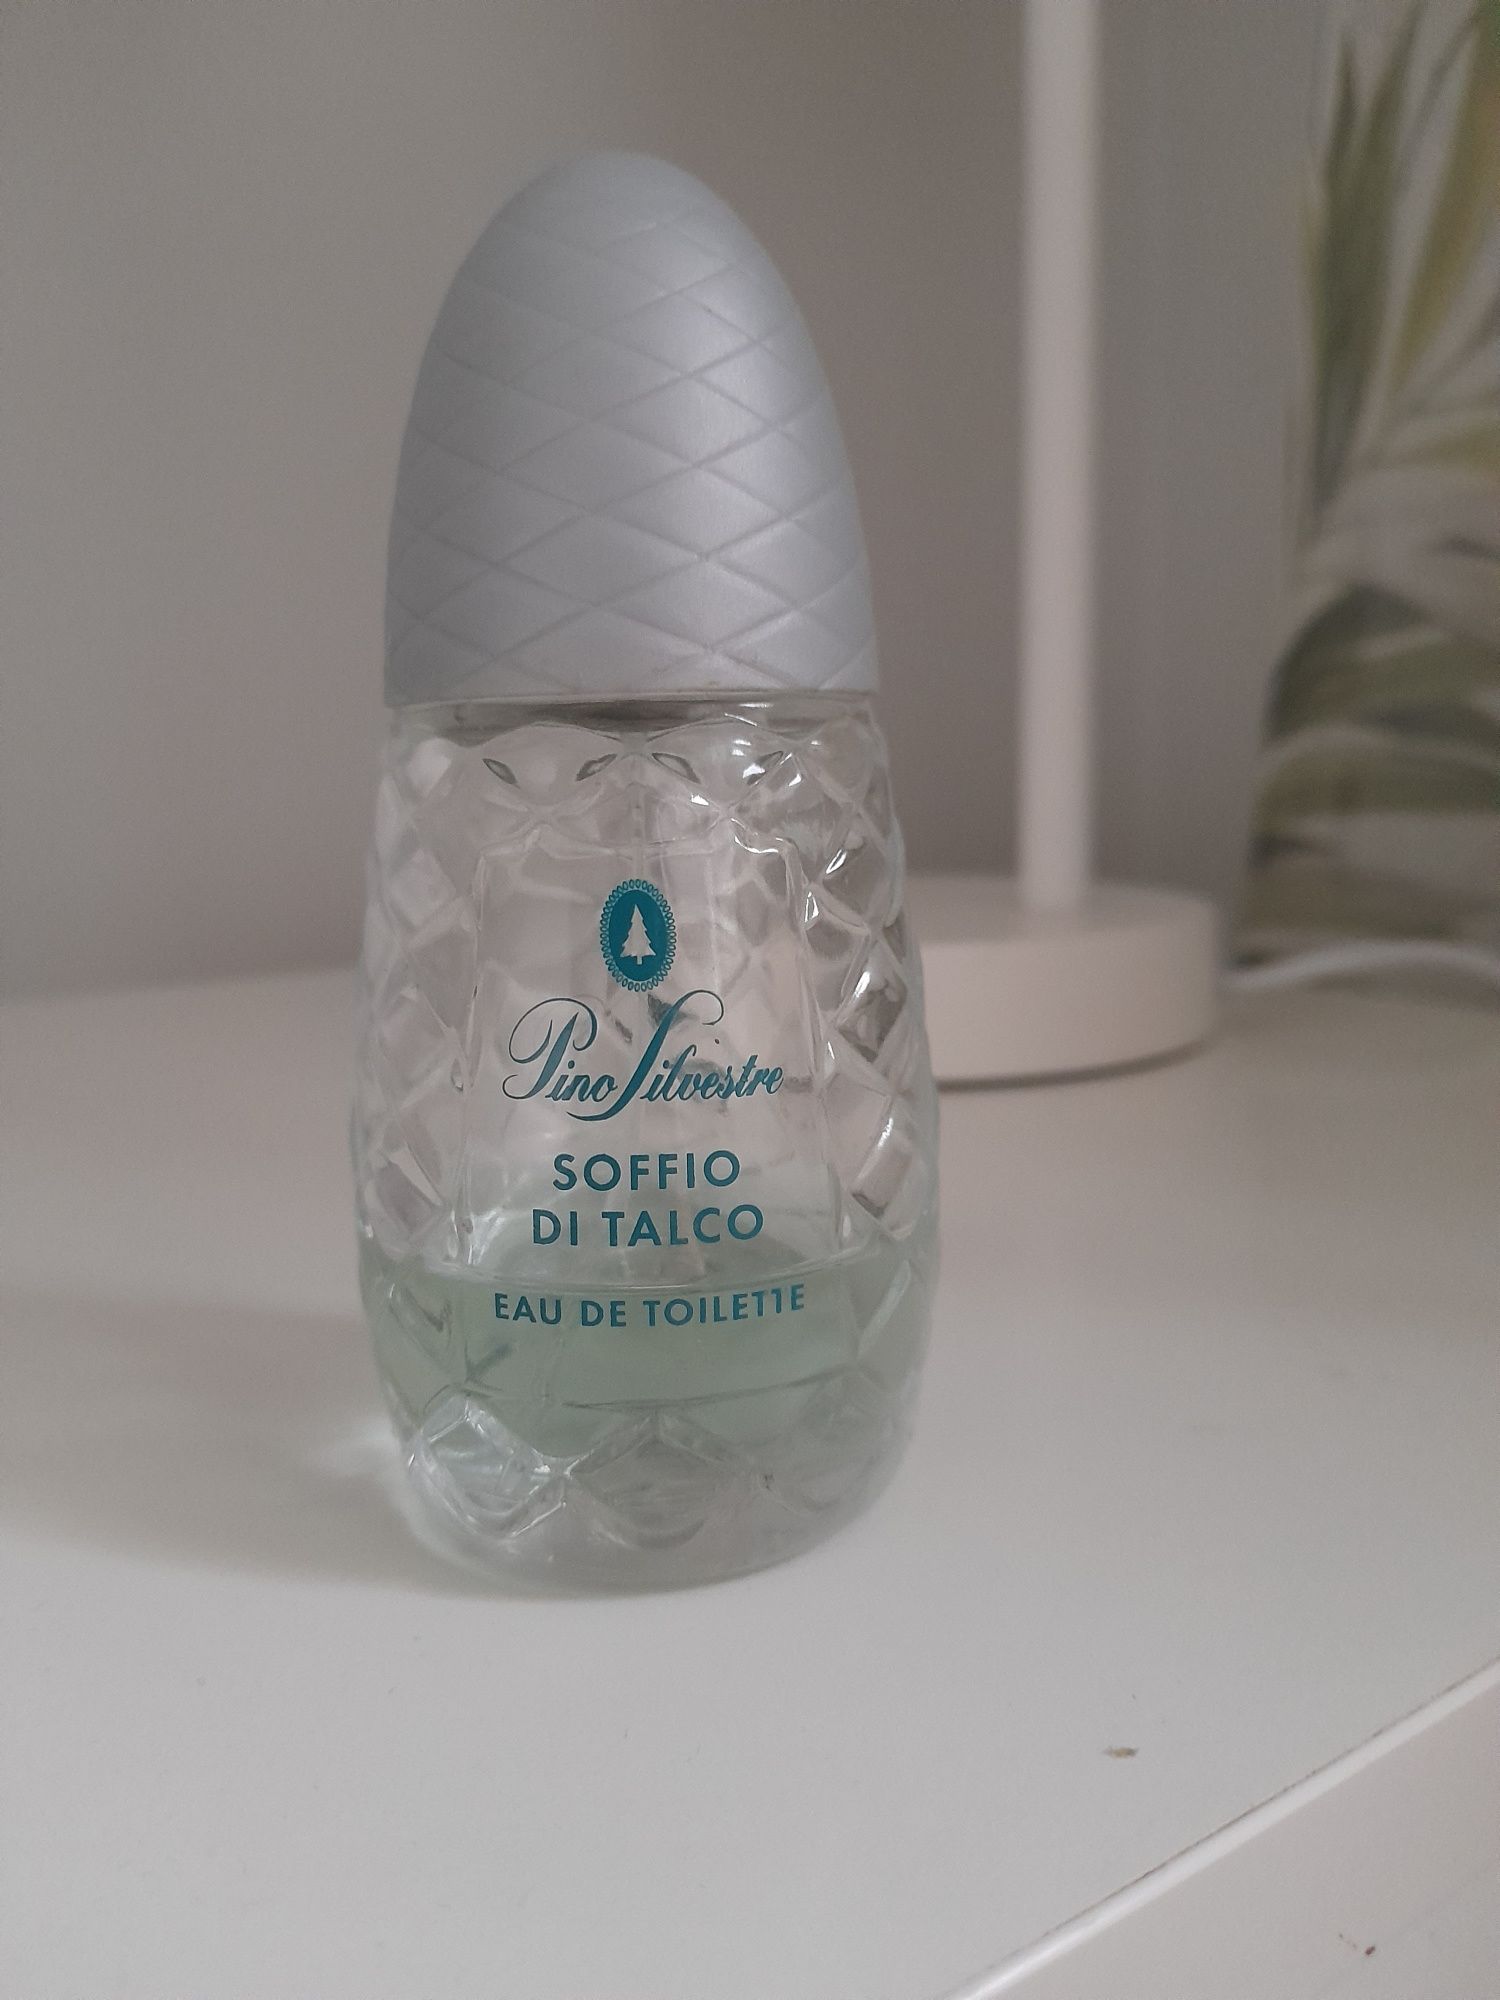 Pino Silvestre
SOFFIO
DI TALCO
EAU DE TOILETTE